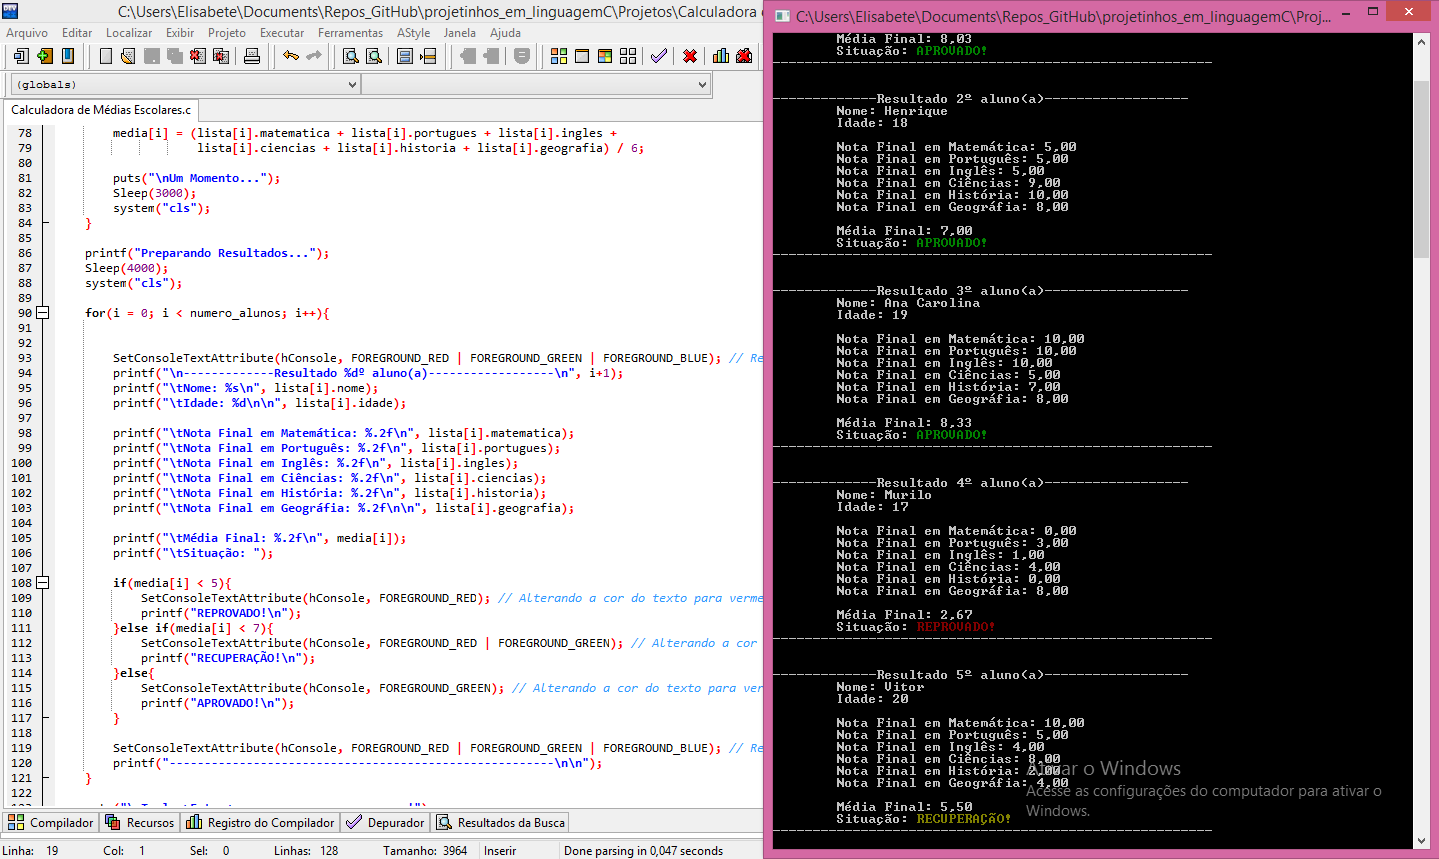 C:\Users\Elisabete\Documents\Repos_GitHub\projetinhos_em_linguagemC\Projetos\Calculadora
Arquivo Editar Localizar Exibir Projeto Executar Ferramentas AStyle Janela Ajuda
(globals)
Calculadora de Médias Escolares.c
78 media[i] = (lista[i].matematica + lista[i].portugues + lista[i].ingles +
79 lista[i].ciencias + lista[i].historia + lista[i].geografia) / 6;
80
81 puts("\nUm Momento...");
82 Sleep(3000);
83 system("cls");
84 }
85
86 printf("Preparando Resultados...");
87 Sleep(4000);
88 system("cls");
89
90 for(i = 0; i < numero_alunos; i++){
91
92
93 SetConsoleTextAttribute(hConsole, FOREGROUND_RED | FOREGROUND_GREEN | FOREGROUND_BLUE); // Re
94 printf("\n-------------Resultado %dº aluno(a)------------------\n", i+1);
95 printf("\tNome: %s\n", lista[i].nome);
96 printf("\tIdade: %d\n\n", lista[i].idade);
97
98 printf("\tNota Final em Matemática: %.2f\n", lista[i].matematica);
99 printf("\tNota Final em Português: %.2f\n", lista[i].portugues);
100 printf("\tNota Final em Inglês: %.2f\n", lista[i].ingles);
101 printf("\tNota Final em Ciências: %.2f\n", lista[i].ciencias);
102 printf("\tNota Final em História: %.2f\n", lista[i].historia);
103 printf("\tNota Final em Geográfia: %.2f\n\n", lista[i].geografia);
104
105 printf("\tMédia Final: %.2f\n", media[i]);
106 printf("\tSituação: ");
107
108 if(media[i] < 5){
109 SetConsoleTextAttribute(hConsole, FOREGROUND_RED); // Alterando a cor do texto para verme
110 printf("REPROVADO!\n");
111 }else if(media[i] < 7){
112 SetConsoleTextAttribute(hConsole, FOREGROUND_RED | FOREGROUND_GREEN); // Alterando a cor
113 printf("RECUPERAÇÃO!\n");
114 }else{
115 SetConsoleTextAttribute(hConsole, FOREGROUND_GREEN); // Alterando a cor do texto para ver
116 printf("APROVADO!\n");
117 }
118
119 SetConsoleTextAttribute(hConsole, FOREGROUND_RED | FOREGROUND_GREEN | FOREGROUND_BLUE); // Re
120 printf("-------------------------------------------------------\n\n");
121 }
Compilador Recursos Registro do Compilador Depurador Resultados da Busca
Linha: 19 Col: 1 Sel: 0 Linhas: 128 Tamanho: 3964 Inserir Done parsing in 0,047 seconds
C:\Users\Elisabete\Documents\Repos_GitHub\projetinhos_em_linguagemC\Proj...
Média Final: 8,03
Situação: APROVADO!
-------------------------------------------------------
-------------Resultado 2º aluno(a)------------------
Nome: Henrique
Idade: 18
Nota Final em Matemática: 5,00
Nota Final em Português: 5,00
Nota Final em Inglês: 5,00
Nota Final em Ciências: 9,00
Nota Final em História: 10,00
Nota Final em Geográfia: 8,00
Média Final: 7,00
Situação: APROVADO!
-------------------------------------------------------
-------------Resultado 3º aluno(a)------------------
Nome: Ana Carolina
Idade: 19
Nota Final em Matemática: 10,00
Nota Final em Português: 10,00
Nota Final em Inglês: 10,00
Nota Final em Ciências: 5,00
Nota Final em História: 7,00
Nota Final em Geográfia: 8,00
Média Final: 8,33
Situação: APROVADO!
-------------------------------------------------------
-------------Resultado 4º aluno(a)------------------
Nome: Murilo
Idade: 17
Nota Final em Matemática: 0,00
Nota Final em Português: 3,00
Nota Final em Inglês: 1,00
Nota Final em Ciências: 4,00
Nota Final em História: 0,00
Nota Final em Geográfia: 8,00
Média Final: 2,67
Situação: REPROVADO!
-------------------------------------------------------
-------------Resultado 5º aluno(a)------------------
Nome: Vitor
Idade: 20
Nota Final em Matemática: 10,00
Nota Final em Português: 5,00
Nota Final em Inglês: 4,00
Nota Final em Ciências: 8,00
Nota Final em História: 2,00
Nota Final em Geográfia: 4,00
Média Final: 5,50
Situação: RECUPERAÇÃO!
-------------------------------------------------------
Ativar o Windows
Acesse as configurações do computador para ativar o
Windows.